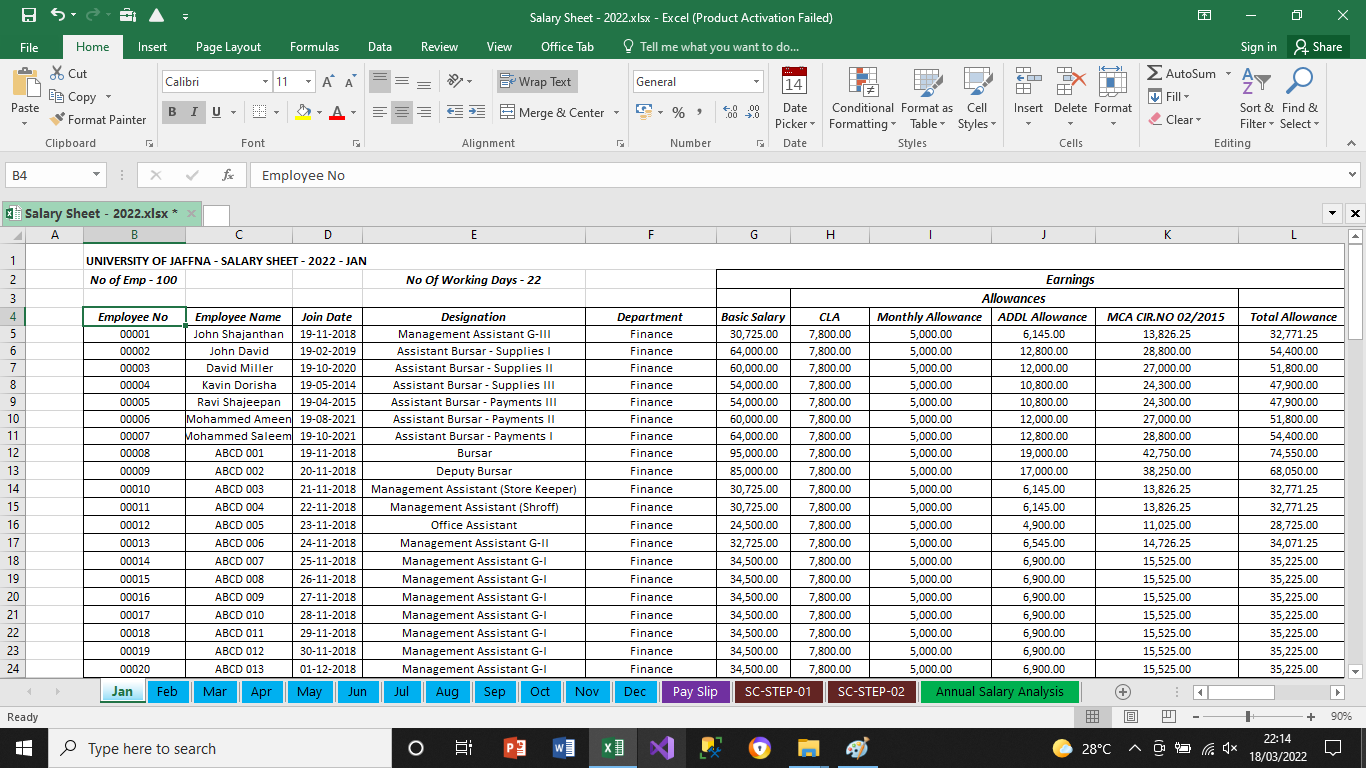 Salary Sheet - 2022.xlsx - Excel (Product Activation Failed)
File Home Insert Page Layout Formulas Data Review View Office Tab Tell me what you want to do... Sign in Share
Cut
Copy
Format Painter
Paste
Clipboard
Calibri 11
B I U
Font
Wrap Text
Merge & Center
Alignment
General
Number
14
Date Picker
Date
Conditional Formatting Format as Table Cell Styles
Styles
Insert Delete Format
Cells
AutoSum
Fill
Clear
Sort & Filter Find & Select
Editing
B4 fx Employee No
Salary Sheet - 2022.xlsx *
A B C D E F G H I J K L
1 UNIVERSITY OF JAFFNA - SALARY SHEET - 2022 - JAN
2 No of Emp - 100 No Of Working Days - 22 Earnings
3 Allowances
4 Employee No Employee Name Join Date Designation Department Basic Salary CLA Monthly Allowance ADDL Allowance MCA CIR.NO 02/2015 Total Allowance
5 00001 John Shajanthan 19-11-2018 Management Assistant G-III Finance 30,725.00 7,800.00 5,000.00 6,145.00 13,826.25 32,771.25
6 00002 John David 19-02-2019 Assistant Bursar - Supplies I Finance 64,000.00 7,800.00 5,000.00 12,800.00 28,800.00 54,400.00
7 00003 David Miller 19-10-2020 Assistant Bursar - Supplies II Finance 60,000.00 7,800.00 5,000.00 12,000.00 27,000.00 51,800.00
8 00004 Kavin Dorisha 19-05-2014 Assistant Bursar - Supplies III Finance 54,000.00 7,800.00 5,000.00 10,800.00 24,300.00 47,900.00
9 00005 Ravi Shajeepan 19-04-2015 Assistant Bursar - Payments III Finance 54,000.00 7,800.00 5,000.00 10,800.00 24,300.00 47,900.00
10 00006 Mohammed Ameen 19-08-2021 Assistant Bursar - Payments II Finance 60,000.00 7,800.00 5,000.00 12,000.00 27,000.00 51,800.00
11 00007 Mohammed Saleem 19-10-2021 Assistant Bursar - Payments I Finance 64,000.00 7,800.00 5,000.00 12,800.00 28,800.00 54,400.00
12 00008 ABCD 001 19-11-2018 Bursar Finance 95,000.00 7,800.00 5,000.00 19,000.00 42,750.00 74,550.00
13 00009 ABCD 002 20-11-2018 Deputy Bursar Finance 85,000.00 7,800.00 5,000.00 17,000.00 38,250.00 68,050.00
14 00010 ABCD 003 21-11-2018 Management Assistant (Store Keeper) Finance 30,725.00 7,800.00 5,000.00 6,145.00 13,826.25 32,771.25
15 00011 ABCD 004 22-11-2018 Management Assistant (Shroff) Finance 30,725.00 7,800.00 5,000.00 6,145.00 13,826.25 32,771.25
16 00012 ABCD 005 23-11-2018 Office Assistant Finance 24,500.00 7,800.00 5,000.00 4,900.00 11,025.00 28,725.00
17 00013 ABCD 006 24-11-2018 Management Assistant G-II Finance 32,725.00 7,800.00 5,000.00 6,545.00 14,726.25 34,071.25
18 00014 ABCD 007 25-11-2018 Management Assistant G-I Finance 34,500.00 7,800.00 5,000.00 6,900.00 15,525.00 35,225.00
19 00015 ABCD 008 26-11-2018 Management Assistant G-I Finance 34,500.00 7,800.00 5,000.00 6,900.00 15,525.00 35,225.00
20 00016 ABCD 009 27-11-2018 Management Assistant G-I Finance 34,500.00 7,800.00 5,000.00 6,900.00 15,525.00 35,225.00
21 00017 ABCD 010 28-11-2018 Management Assistant G-I Finance 34,500.00 7,800.00 5,000.00 6,900.00 15,525.00 35,225.00
22 00018 ABCD 011 29-11-2018 Management Assistant G-I Finance 34,500.00 7,800.00 5,000.00 6,900.00 15,525.00 35,225.00
23 00019 ABCD 012 30-11-2018 Management Assistant G-I Finance 34,500.00 7,800.00 5,000.00 6,900.00 15,525.00 35,225.00
24 00020 ABCD 013 01-12-2018 Management Assistant G-I Finance 34,500.00 7,800.00 5,000.00 6,900.00 15,525.00 35,225.00
Jan Feb Mar Apr May Jun Jul Aug Sep Oct Nov Dec Pay Slip SC-STEP-01 SC-STEP-02 Annual Salary Analysis
Ready 90%
Type here to search 28°C 22:14
18/03/2022